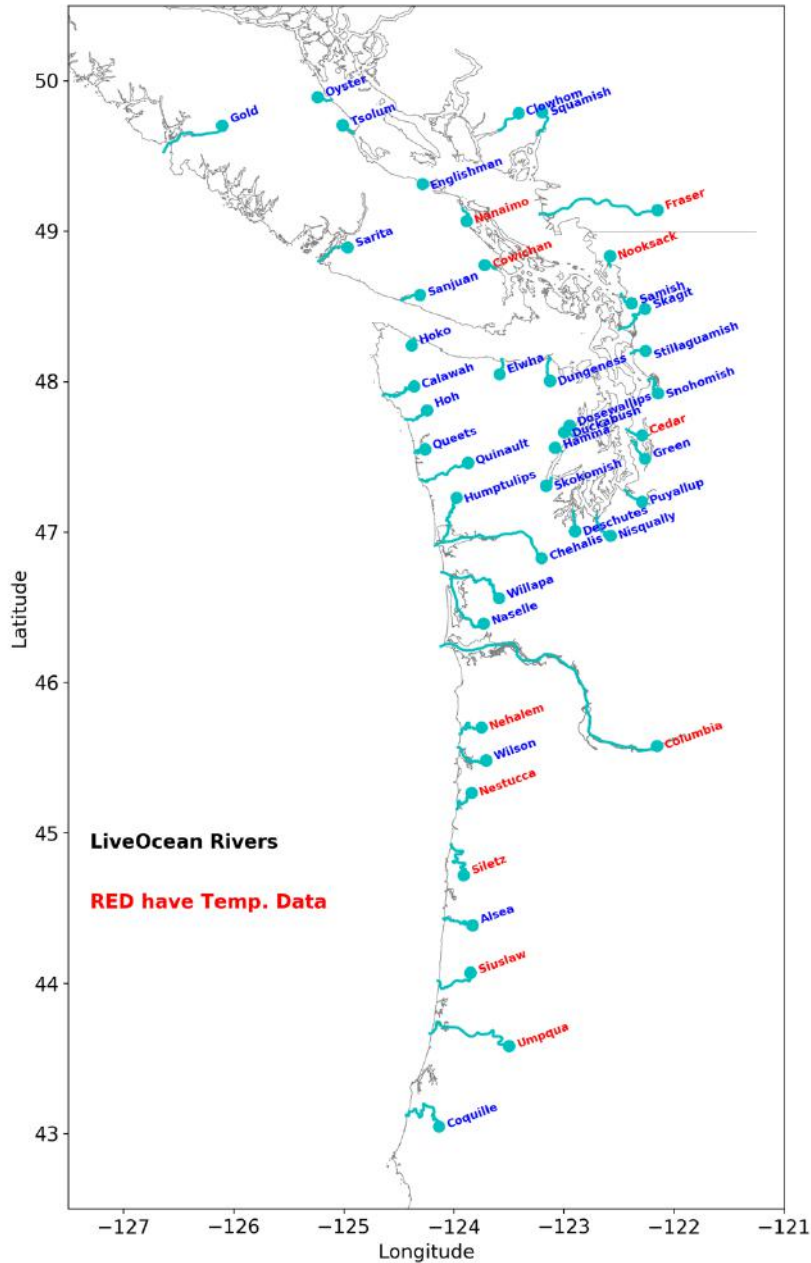 50
49
48
47
46
45
44
43
Latitude
Oyster
Tsolum
Gold
Clowhom
Squamish
Englishman
Nanaimo
Fraser
Sarita
Cowichan
Nooksack
Sanjuan
Samish
Skagit
Hoko
Elwha
Dungeness
Stillaguamish
Calawah
Hoh
Snohomish
Dosewallips
Duckabush
Hamma
Cedar
Green
Queets
Quinault
Humptulips
Skokomish
Puyallup
Deschutes
Nisqually
Chehalis
Willapa
Naselle
Nehalem
Wilson
Columbia
Nestucca
LiveOcean Rivers
RED have Temp. Data
Siletz
Alsea
Siuslaw
Umpqua
Coquille
−127
−126
−125
−124
−123
−122
−121
Longitude